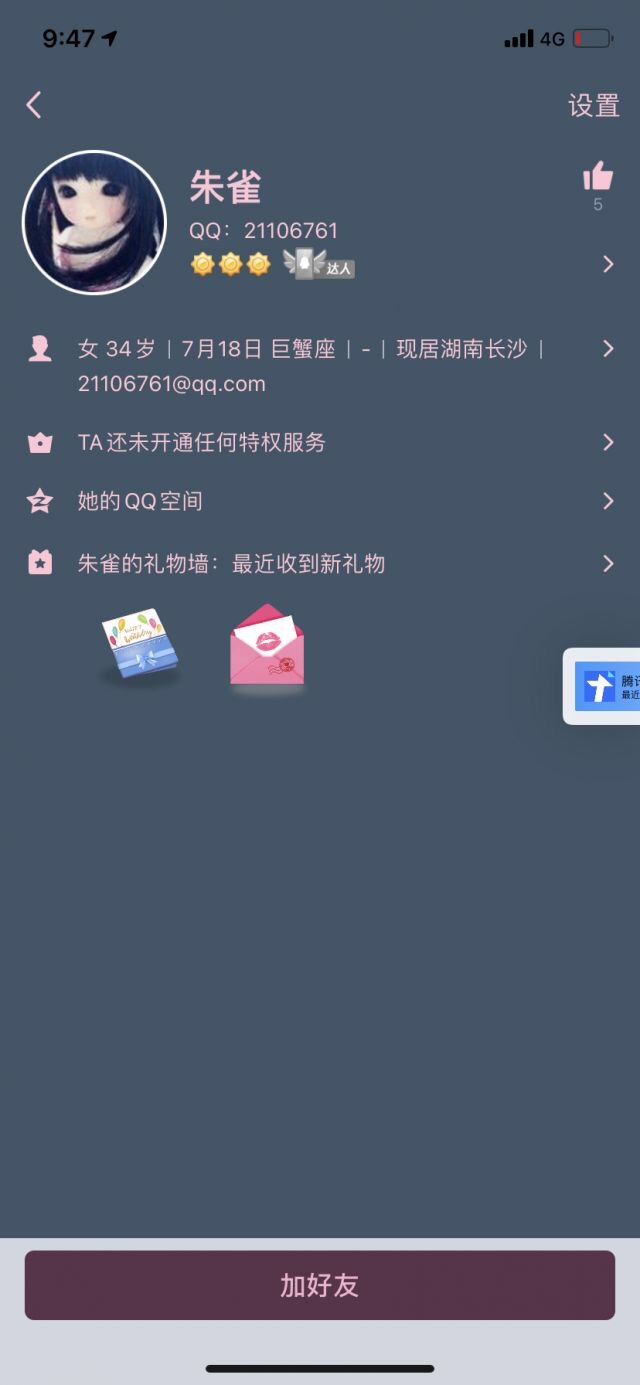 9:47
4G
设置
朱雀
5
QQ：21106761
达人
女 34岁｜7月18日 巨蟹座｜-｜现居湖南长沙｜
21106761@qq.com
TA还未开通任何特权服务
她的QQ空间
朱雀的礼物墙：最近收到新礼物
birthday
腾讯
最近
加好友